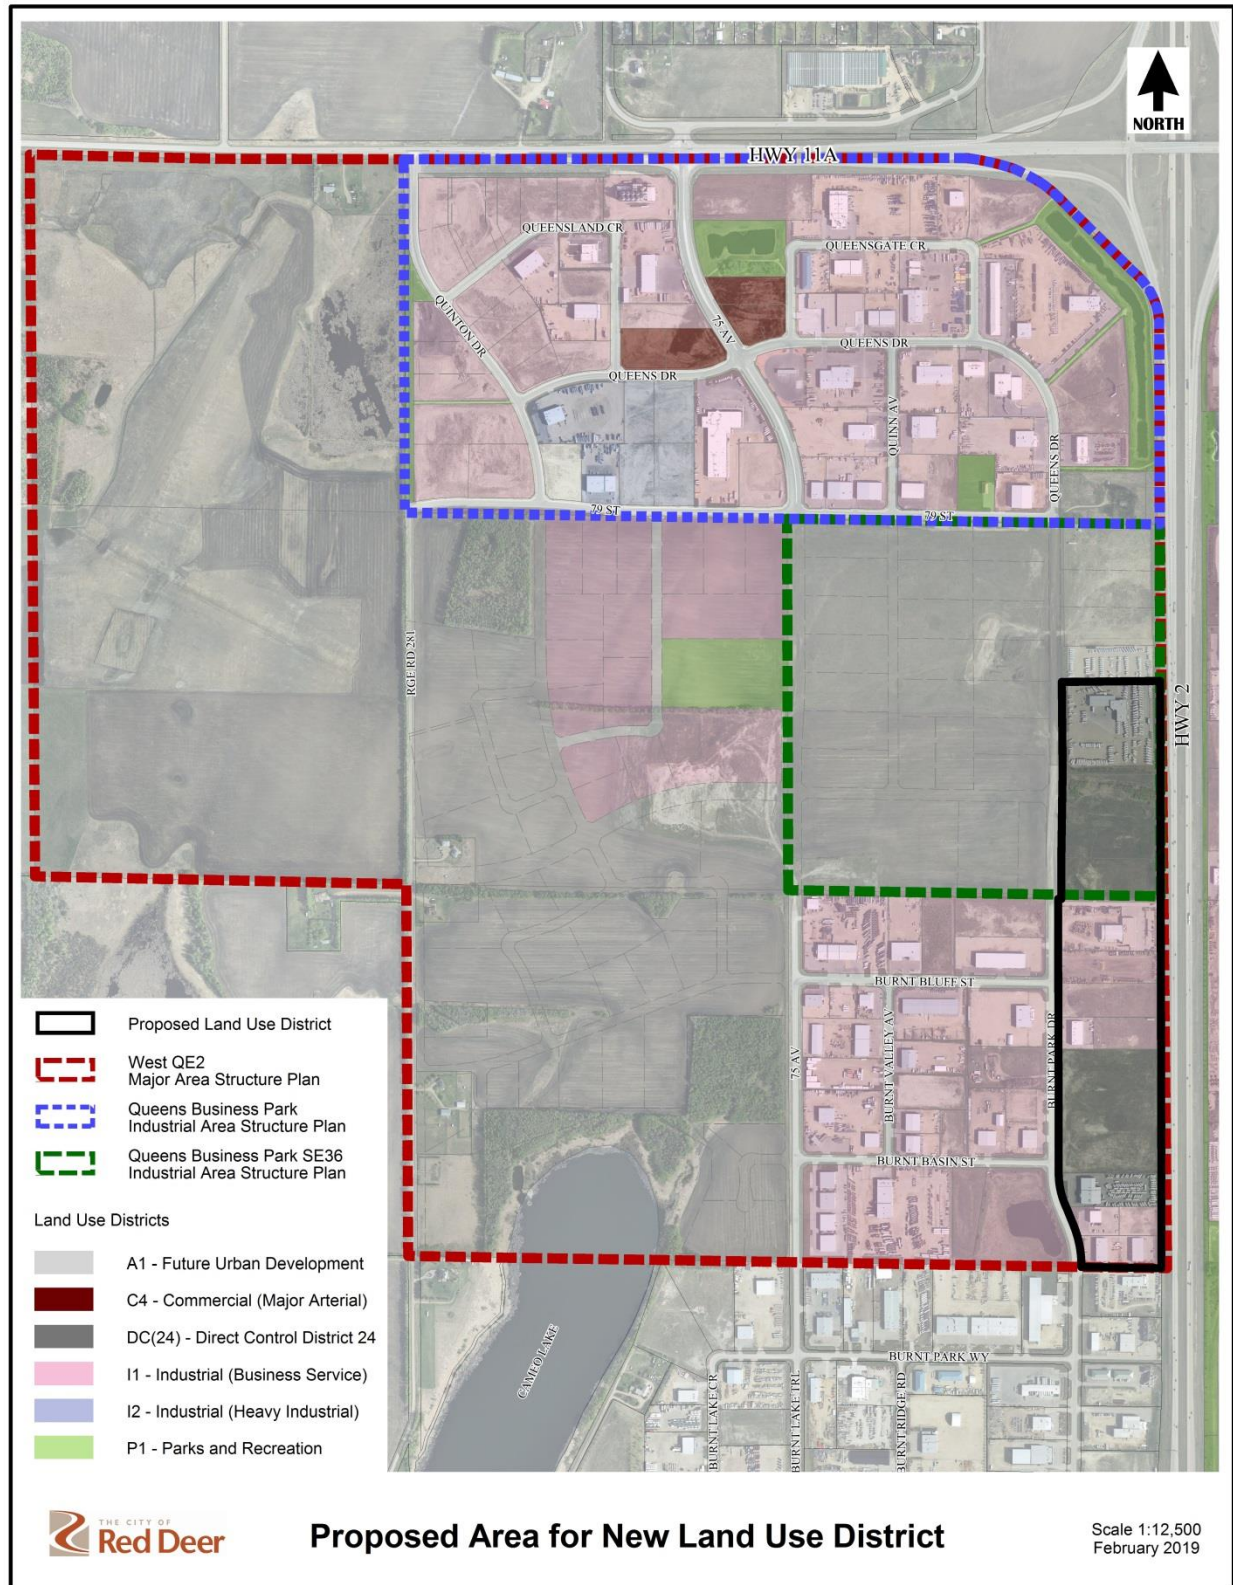 NORTH
HWY 11A
QUEENSLAND CR
QUEENSGATE CR
QUINTON DR
75 AV
QUEENS DR
QUEENS DR
QUINN AV
QUEENS DR
79 ST
79 ST
RGE RD 281
HWY 2
BURNT BLUFF ST
75 AV
BURNT VALLEY AV
BURNT PARK DR
BURNT BASIN ST
CAMEO LAKE
BURNT PARK WY
BURNT LAKE CR
BURNT LAKE TRL
BURNT RIDGE RD
Proposed Land Use District
West QE2
Major Area Structure Plan
Queens Business Park
Industrial Area Structure Plan
Queens Business Park SE36
Industrial Area Structure Plan
Land Use Districts
A1 - Future Urban Development
C4 - Commercial (Major Arterial)
DC(24) - Direct Control District 24
I1 - Industrial (Business Service)
I2 - Industrial (Heavy Industrial)
P1 - Parks and Recreation
THE CITY OF
Red Deer
Proposed Area for New Land Use District
Scale 1:12,500
February 2019